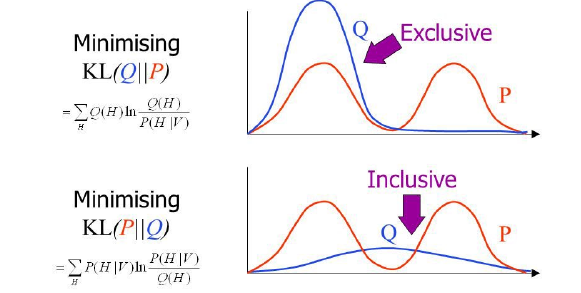 Minimising
KL(Q||P)
= ∑_H Q(H) ln Q(H) / P(H|V)
Q
Exclusive
P
Minimising
KL(P||Q)
= ∑_H P(H|V) ln P(H|V) / Q(H)
Inclusive
Q
P